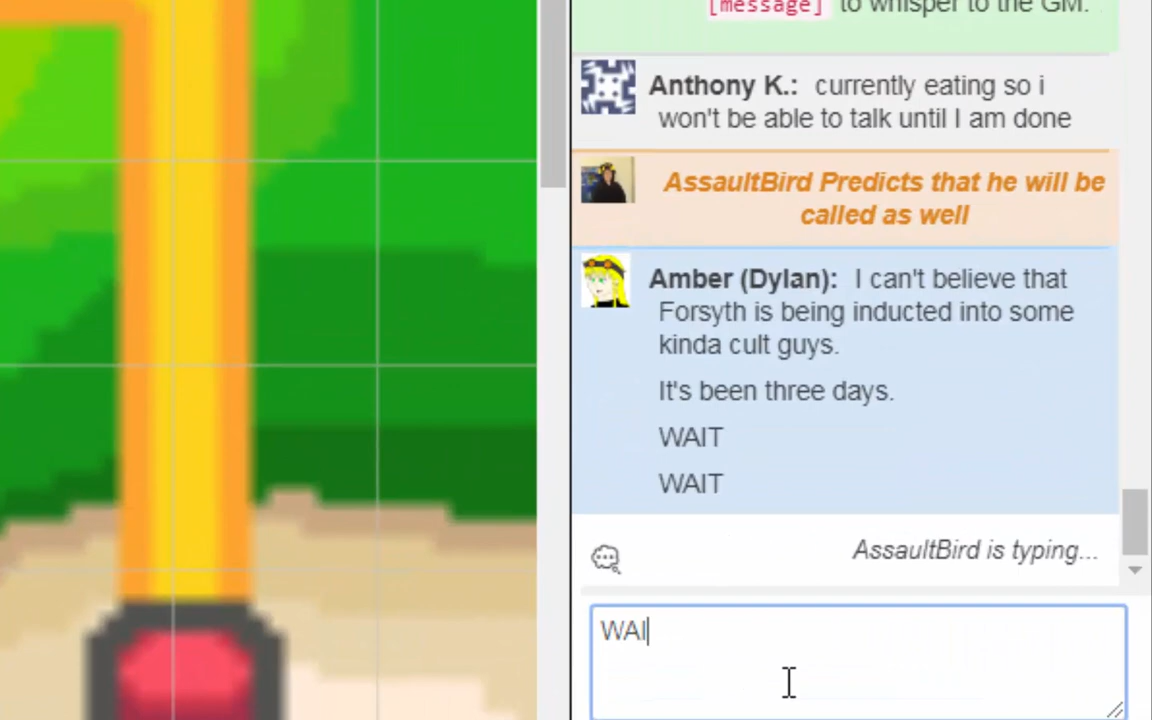 [message] to whisper to the GM.
Anthony K.: currently eating so i
won't be able to talk until I am done
AssaultBird Predicts that he will be
called as well
Amber (Dylan): I can't believe that
Forsyth is being inducted into some
kinda cult guys.
It's been three days.
WAIT
WAIT
AssaultBird is typing...
WAI